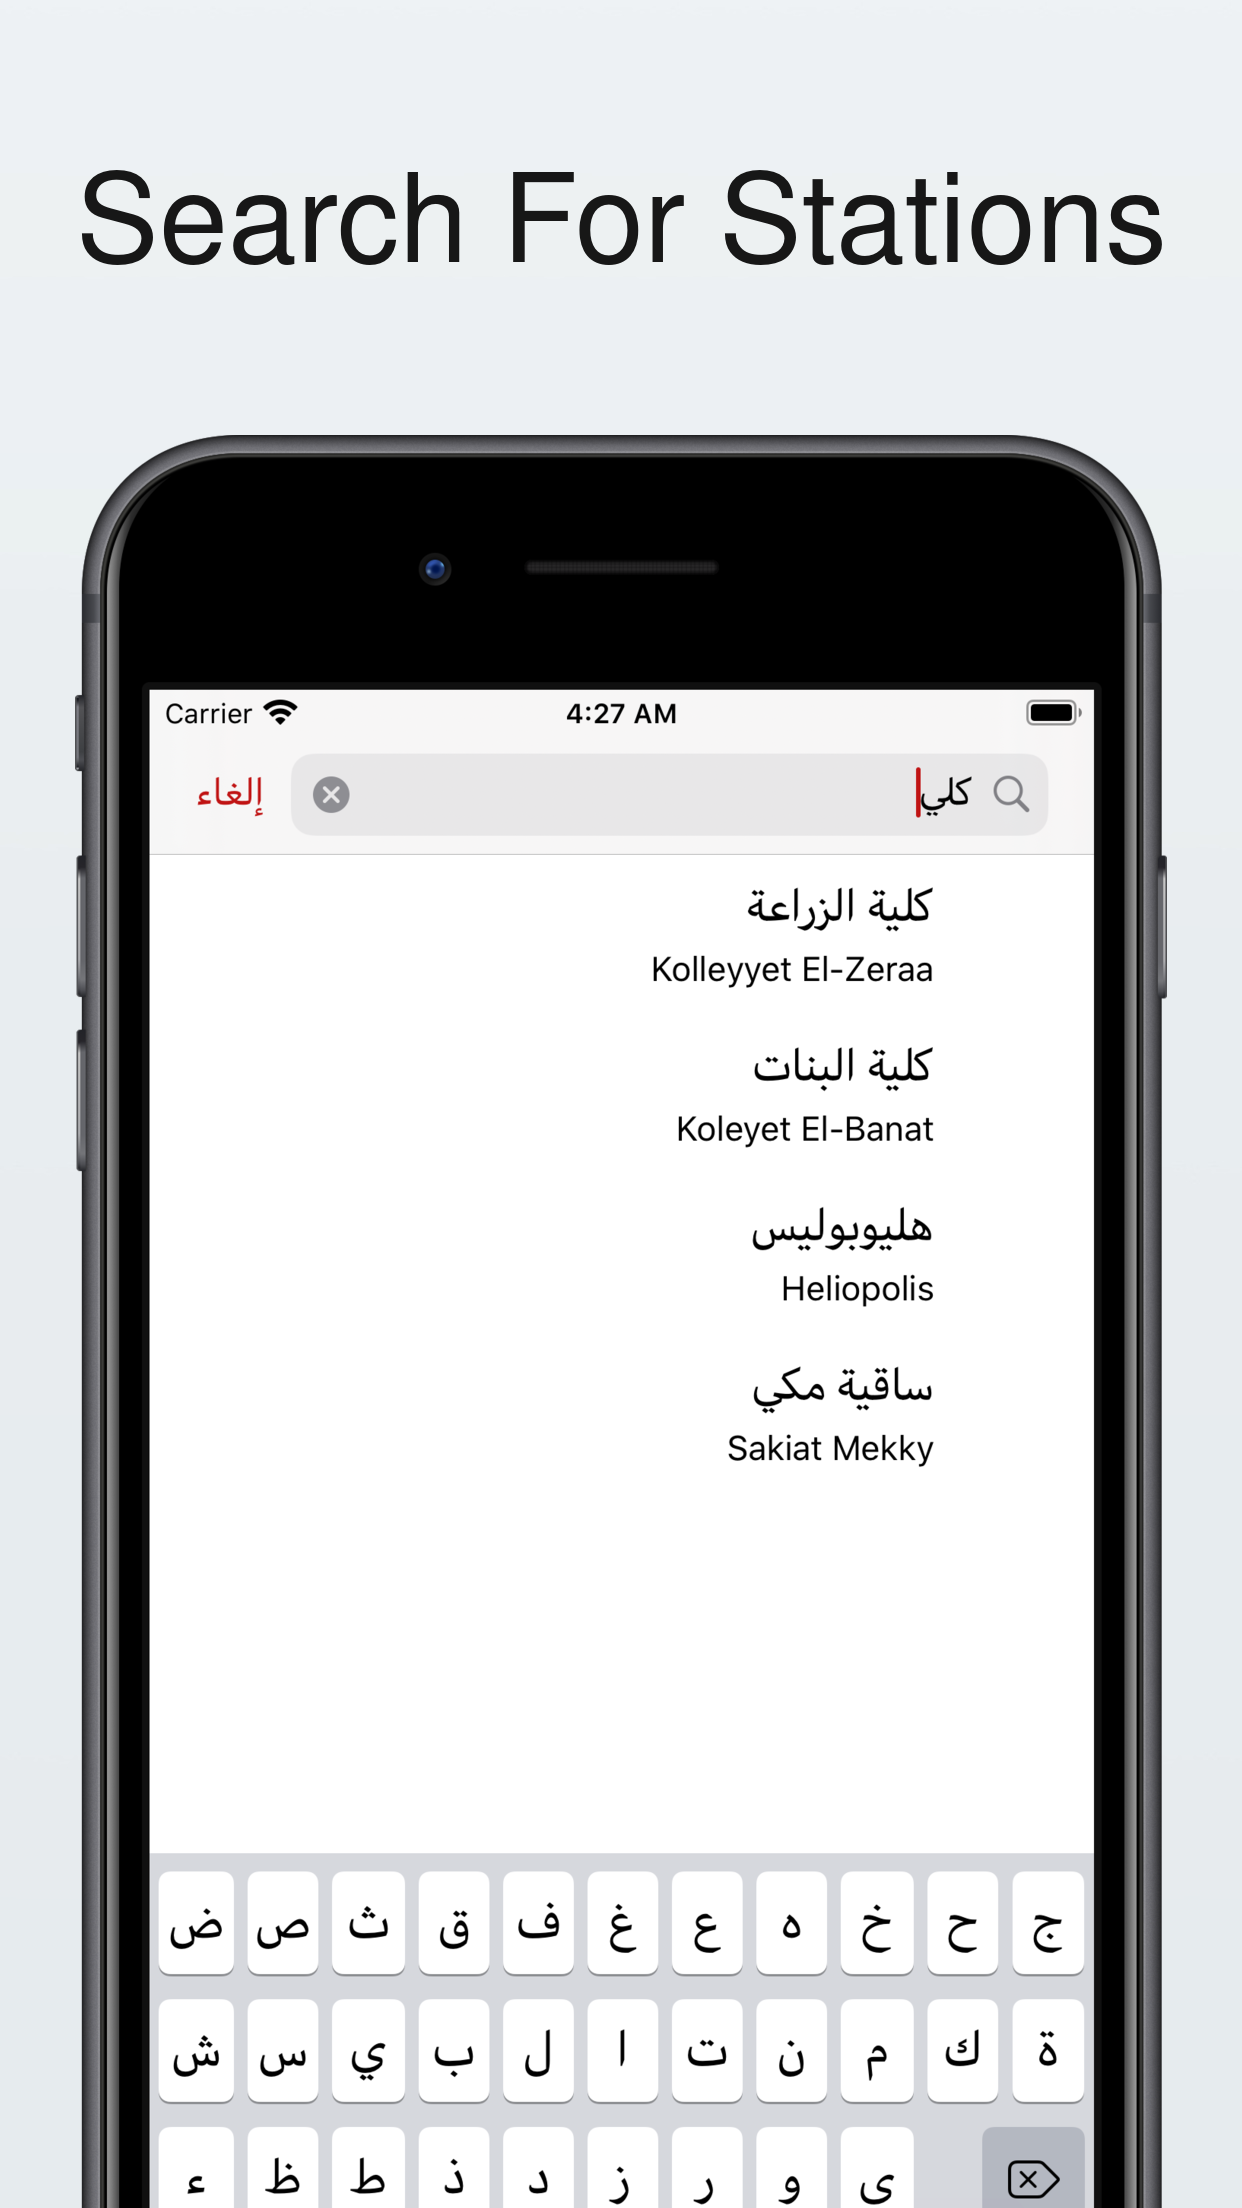 Search For Stations
Carrier 4:27 AM
كلي إلغاء
كلية الزراعة
Kolleyyet El-Zeraa
كلية البنات
Koleyet El-Banat
هليوبوليس
Heliopolis
ساقية مكي
Sakiat Mekky
ض ص ث ق ف غ ع ه خ ح ج
ش س ي ب ل ا ت ن م ك ة
ء ظ ط ذ د ز ر و ى